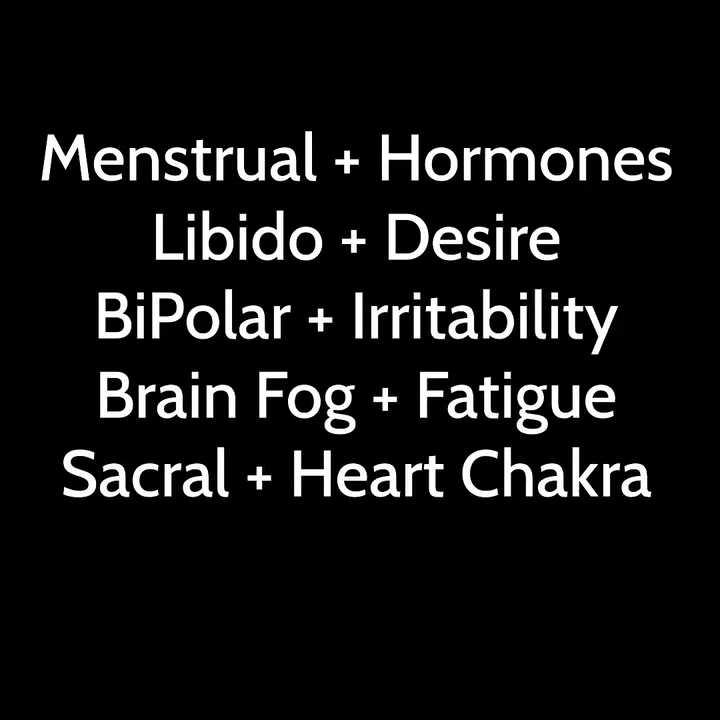 Menstrual + Hormones
Libido + Desire
BiPolar + Irritability
Brain Fog + Fatigue
Sacral + Heart Chakra